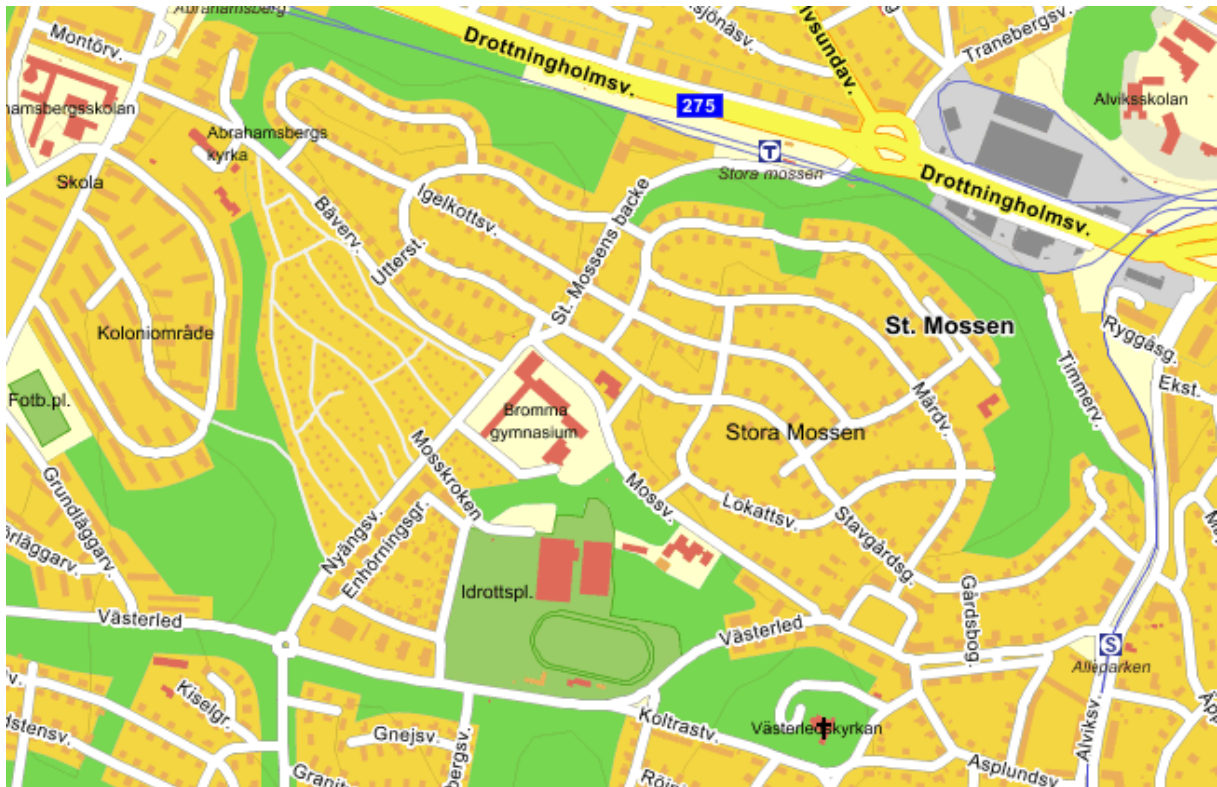 Abrahamsberg
Montörv.
Drottningholmsv.
Tranebergsv.
275
Alviksskolan
Abrahamsbergs
kyrka
T
Stora mossen
Skola
Igelkottsv.
Bäverv.
Utterst.
St. Mossens backe
Drottningholmsv.
Koloniområde
St. Mossen
Ryggåsg.
Timmerv.
Ekst.
Fotb.pl.
Bromma
gymnasium
Mårdv.
Stora Mossen
Mosskroken
Grundläggarv.
Mossv.
Lokattsv.
Stavgårdsg.
Nyängsv.
Enhörningsgr.
Idrottspl.
Gårdsbog.
Västerled
Västerled
S
Alléparken
Kiselgr.
Gnejsv.
Koltrastv.
Västerledskyrkan
Alviksv.
Asplundsv.